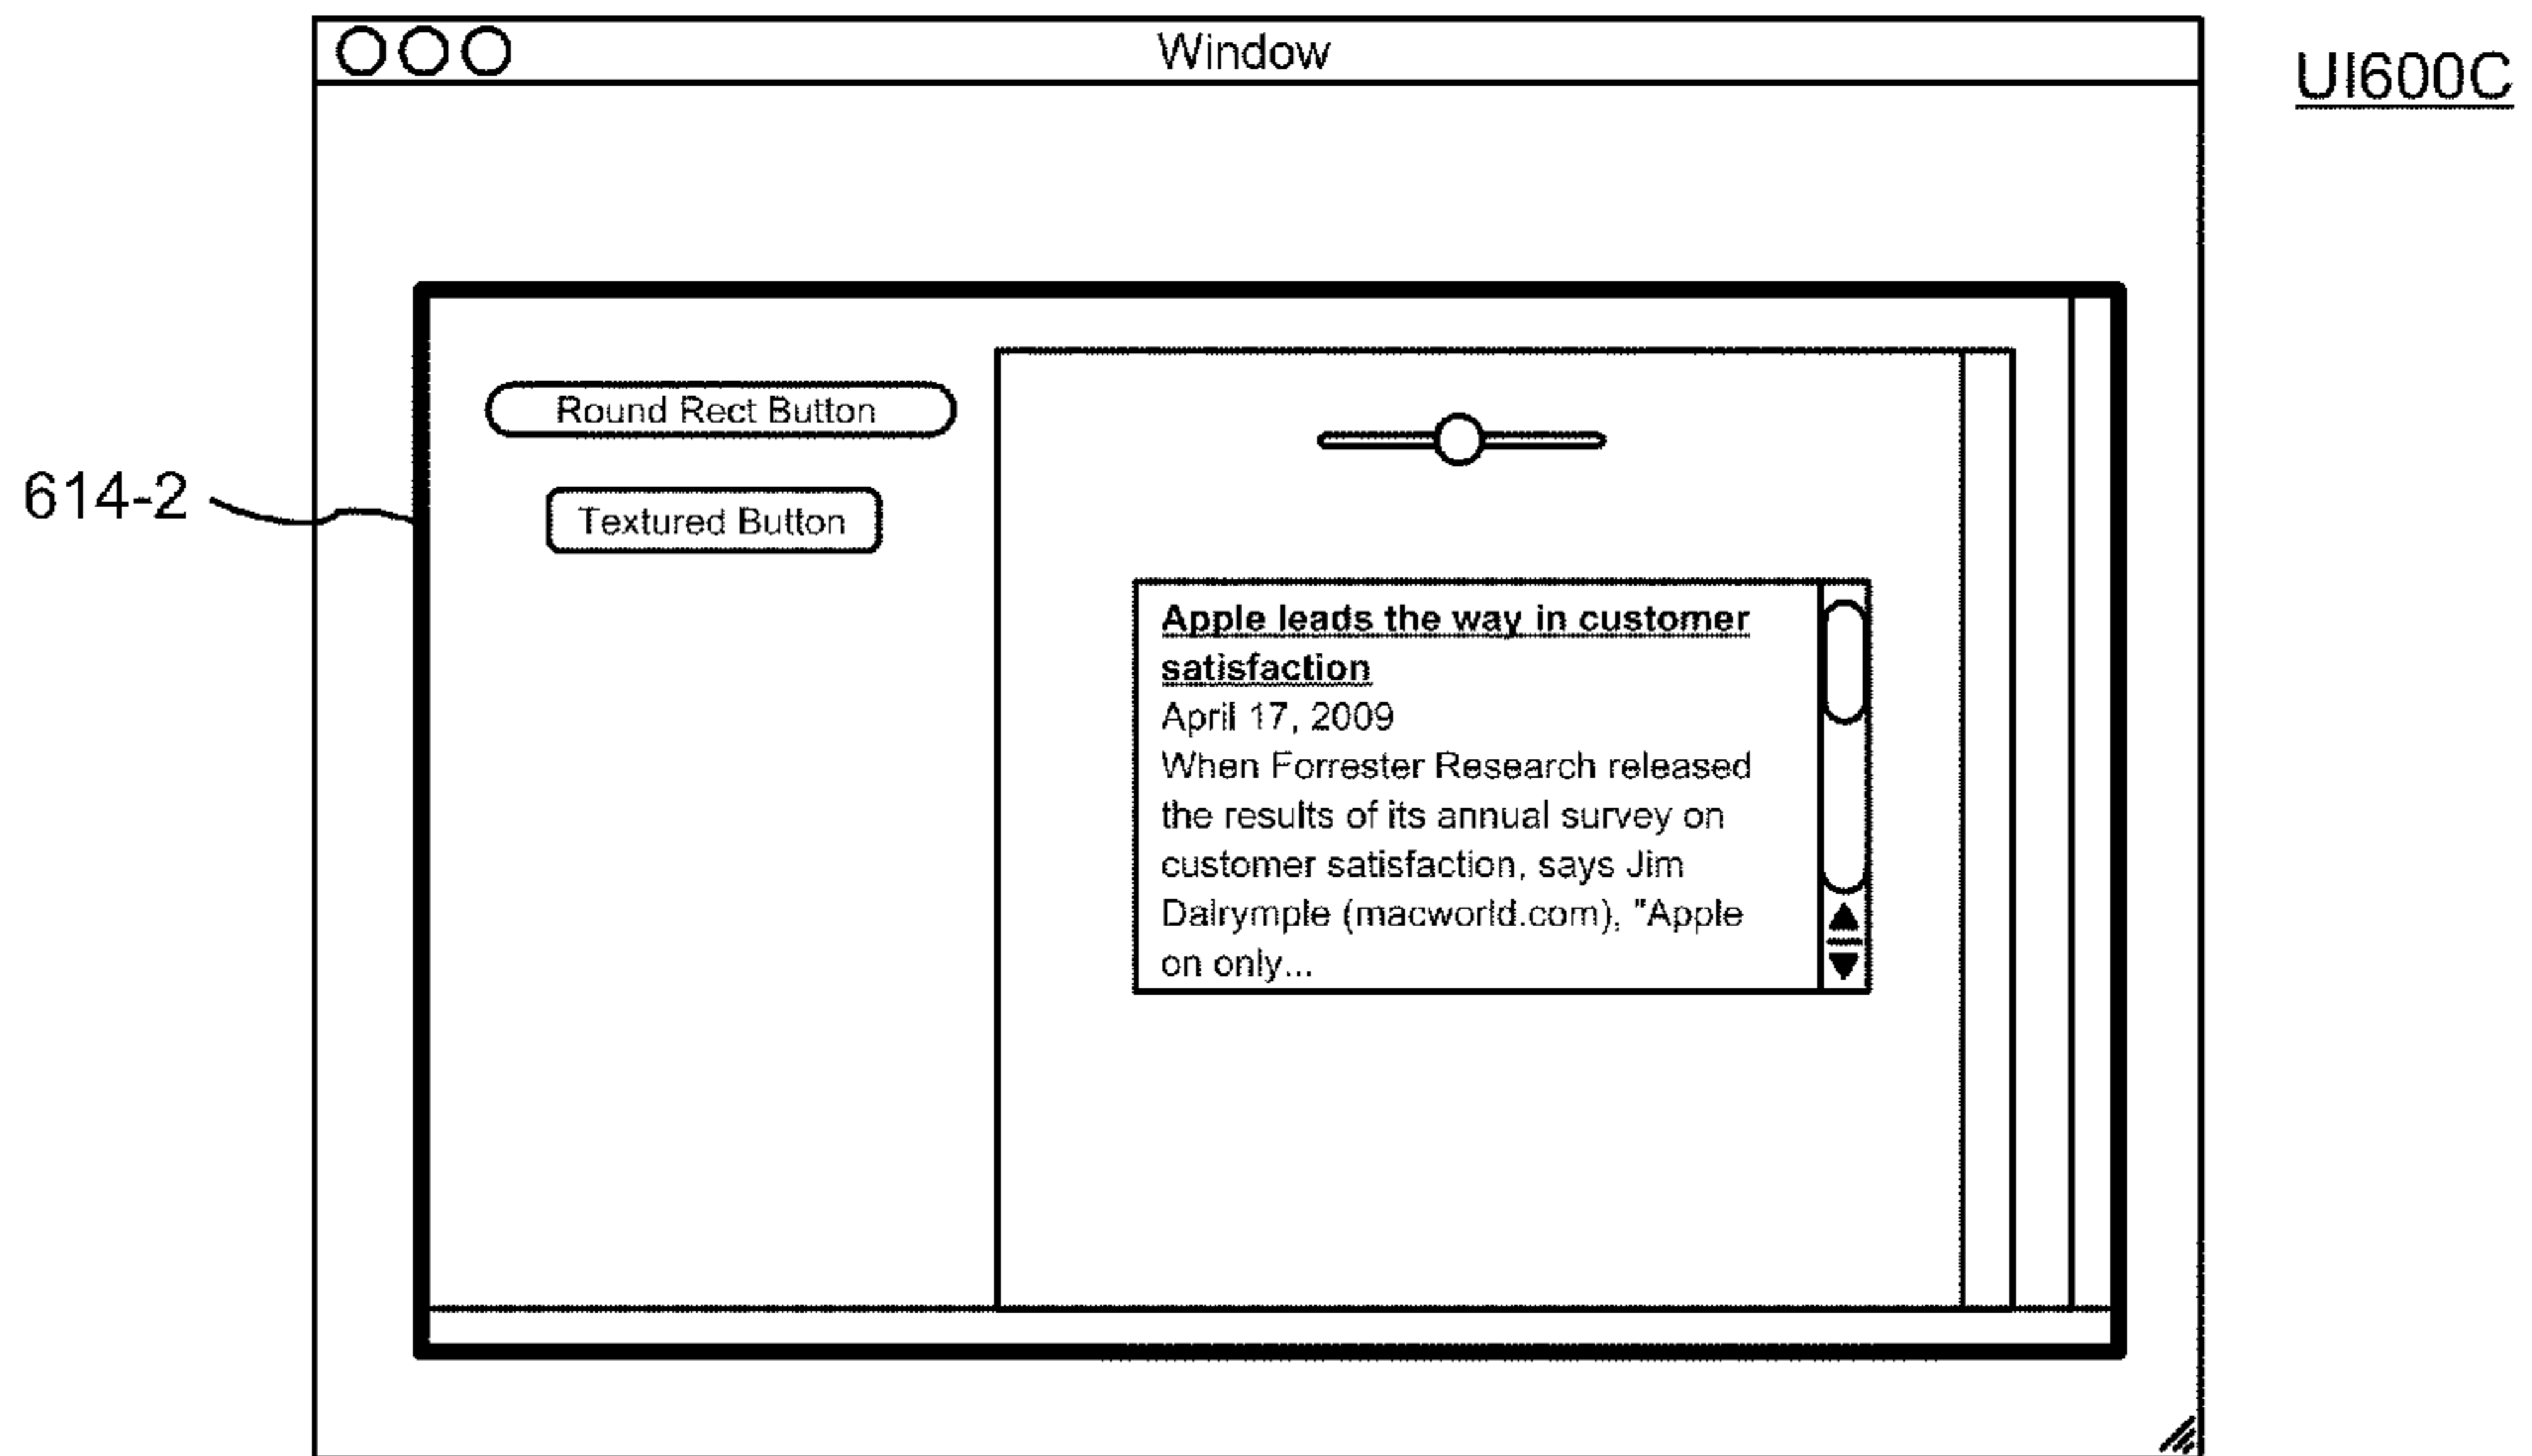 Window
UI600C
Round Rect Button
614-2
Textured Button
Apple leads the way in customer
satisfaction
April 17, 2009
When Forrester Research released
the results of its annual survey on
customer satisfaction, says Jim
Dalrymple (macworld.com), "Apple
on only...